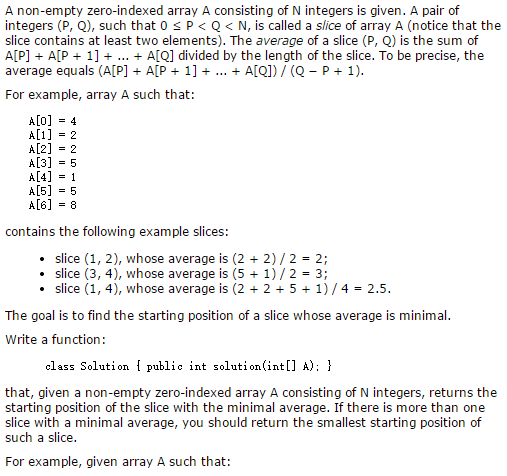 A non-empty zero-indexed array A consisting of N integers is given. A pair of
integers (P, Q), such that 0 ≤ P < Q < N, is called a slice of array A (notice that the
slice contains at least two elements). The average of a slice (P, Q) is the sum of
A[P] + A[P + 1] + ... + A[Q] divided by the length of the slice. To be precise, the
average equals (A[P] + A[P + 1] + ... + A[Q]) / (Q − P + 1).
For example, array A such that:
A[0] = 4
A[1] = 2
A[2] = 2
A[3] = 5
A[4] = 1
A[5] = 5
A[6] = 8
contains the following example slices:
• slice (1, 2), whose average is (2 + 2) / 2 = 2;
• slice (3, 4), whose average is (5 + 1) / 2 = 3;
• slice (1, 4), whose average is (2 + 2 + 5 + 1) / 4 = 2.5.
The goal is to find the starting position of a slice whose average is minimal.
Write a function:
class Solution { public int solution(int[] A); }
that, given a non-empty zero-indexed array A consisting of N integers, returns the
starting position of the slice with the minimal average. If there is more than one
slice with a minimal average, you should return the smallest starting position of
such a slice.
For example, given array A such that: